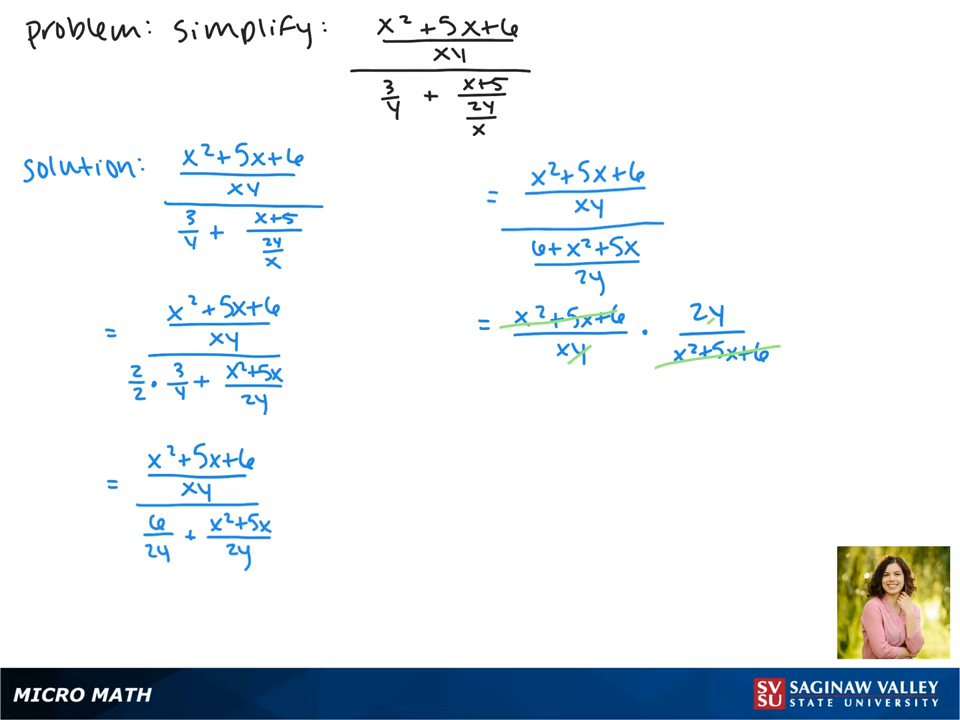 problem: simplify:
x² + 5x + 6
xy
3/y + x+5
2y
x
solution:
x² + 5x + 6
xy
3/y + x+5
2y
x
= x² + 5x + 6
xy
2/2 · 3/y + x²+5x
2y
= x² + 5x + 6
xy
6/2y + x²+5x
2y
= x² + 5x + 6
xy
6 + x² + 5x
2y
= x² + 5x + 6 / xy · 2y / x² + 5x + 6
MICRO MATH
SVSU SAGINAW VALLEY
STATE UNIVERSITY